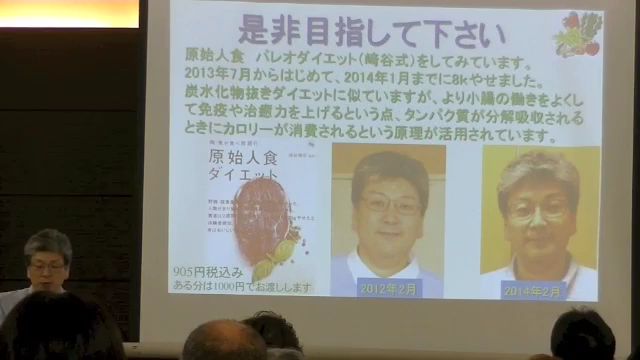 是非目指して下さい
原始人食 パレオダイエット(崎谷式)をしてみています。
2013年7月からはじめて、2014年1月までに8kやせました。
炭水化物抜きダイエットに似ていますが、より小腸の働きをよくし
て免疫や治癒力を上げるという点、タンパク質が分解吸収される
ときにカロリーが消費されるという原理が活用されています。
原始人食
ダイエット
905円税込み
ある分は1000円でお渡しします
2012年2月
2014年2月